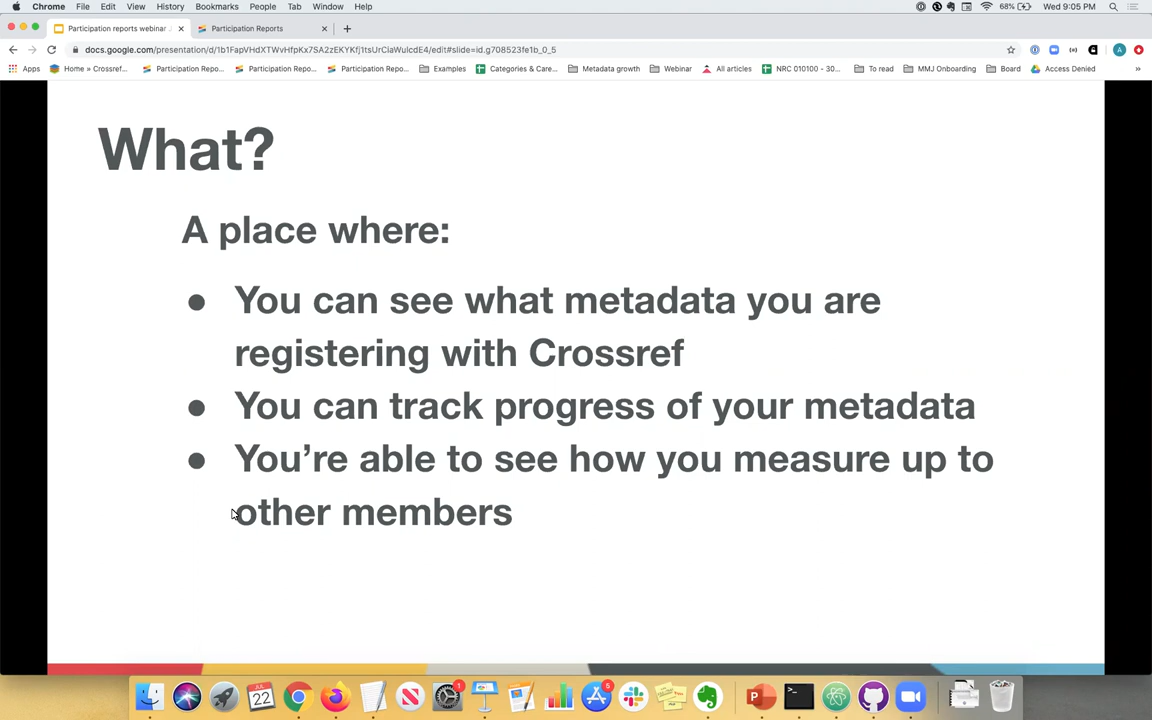 Chrome File Edit View History Bookmarks People Tab Window Help 68% Wed 9:05 PM
Participation reports webinar Participation Reports
docs.google.com/presentation/d/1b1FapVHdXTWvHfpKx7SA2zEKYKfj1tsUrCiaWulcdE4/edit#slide=id.g708523fe1b_0_5
Apps Home » Crossref... Participation Repo... Participation Repo... Participation Repo... Examples Categories & Care... Metadata growth Webinar All articles NRC 010100 - 30... To read MMJ Onboarding Board Access Denied »
What?
A place where:
● You can see what metadata you are
registering with Crossref
● You can track progress of your metadata
● You’re able to see how you measure up to
other members
JUL
22
1
5